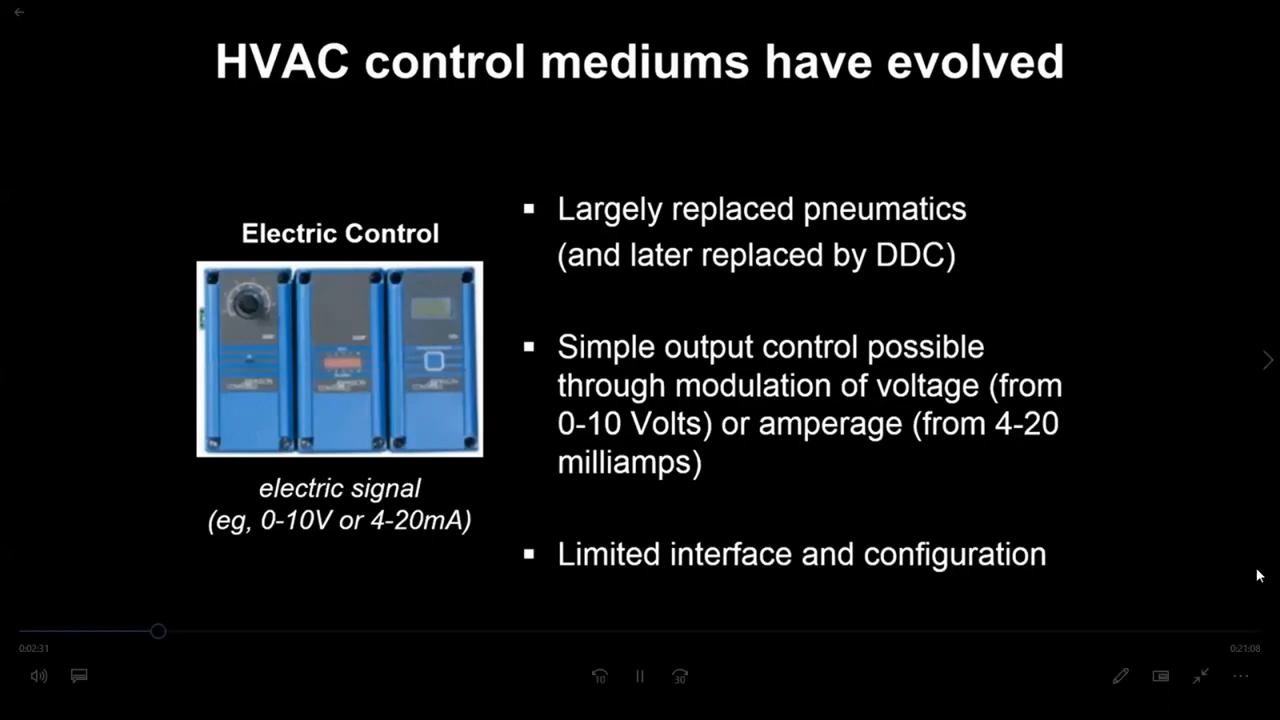 HVAC control mediums have evolved
Electric Control
electric signal
(eg, 0-10V or 4-20mA)
▪ Largely replaced pneumatics
(and later replaced by DDC)
▪ Simple output control possible
through modulation of voltage (from
0-10 Volts) or amperage (from 4-20
milliamps)
▪ Limited interface and configuration
0:02:31
0:21:08
10
30